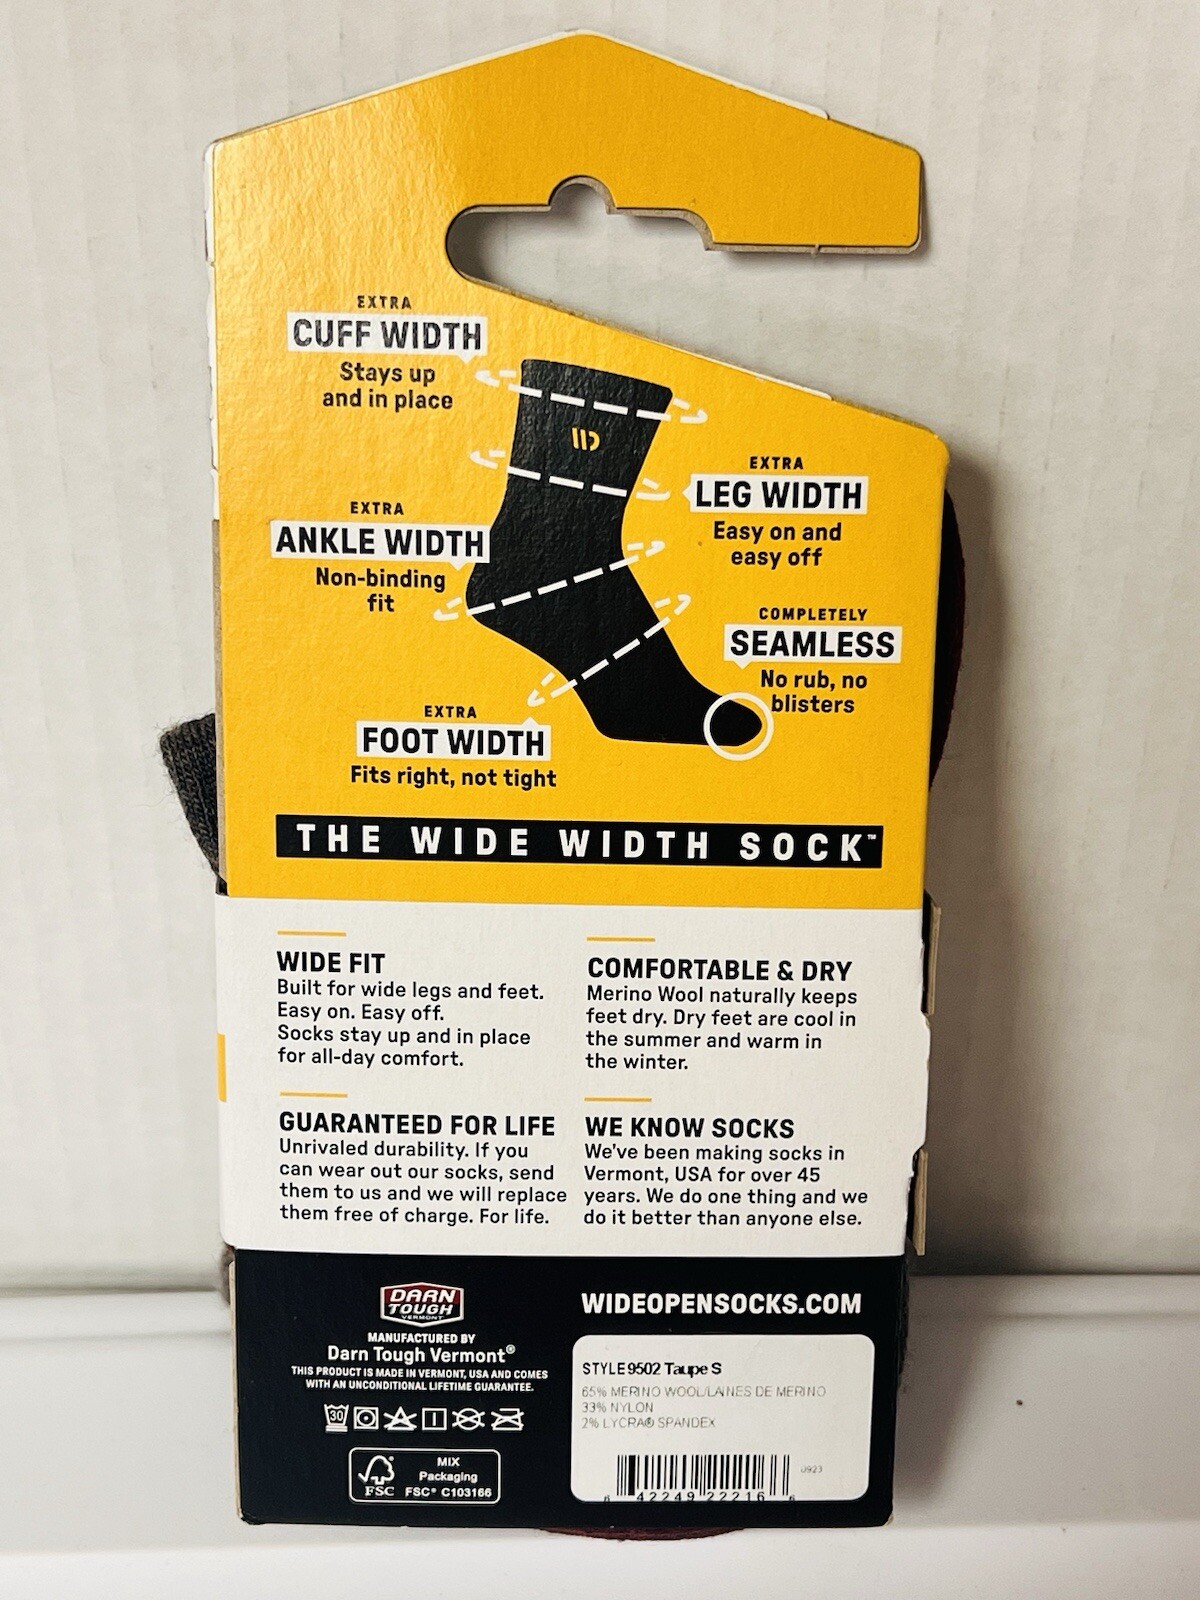 EXTRA
CUFF WIDTH
Stays up
and in place
EXTRA
LEG WIDTH
Easy on and
easy off
EXTRA
ANKLE WIDTH
Non-binding
fit
COMPLETELY
SEAMLESS
No rub, no
blisters
EXTRA
FOOT WIDTH
Fits right, not tight
THE WIDE WIDTH SOCK™
WIDE FIT
Built for wide legs and feet.
Easy on. Easy off.
Socks stay up and in place
for all-day comfort.
COMFORTABLE & DRY
Merino Wool naturally keeps
feet dry. Dry feet are cool in
the summer and warm in
the winter.
GUARANTEED FOR LIFE
Unrivaled durability. If you
can wear out our socks, send
them to us and we will replace
them free of charge. For life.
WE KNOW SOCKS
We've been making socks in
Vermont, USA for over 45
years. We do one thing and we
do it better than anyone else.
DARN
TOUGH
VERMONT
MANUFACTURED BY
Darn Tough Vermont®
THIS PRODUCT IS MADE IN VERMONT, USA AND COMES
WITH AN UNCONDITIONAL LIFETIME GUARANTEE.
30
FSC
MIX
Packaging
FSC® C103166
WIDEOPENSOCKS.COM
STYLE 9502 Taupe S
65% MERINO WOOL/LAINES DE MERINO
33% NYLON
2% LYCRA® SPANDEX
0923
6 42249 22216 6